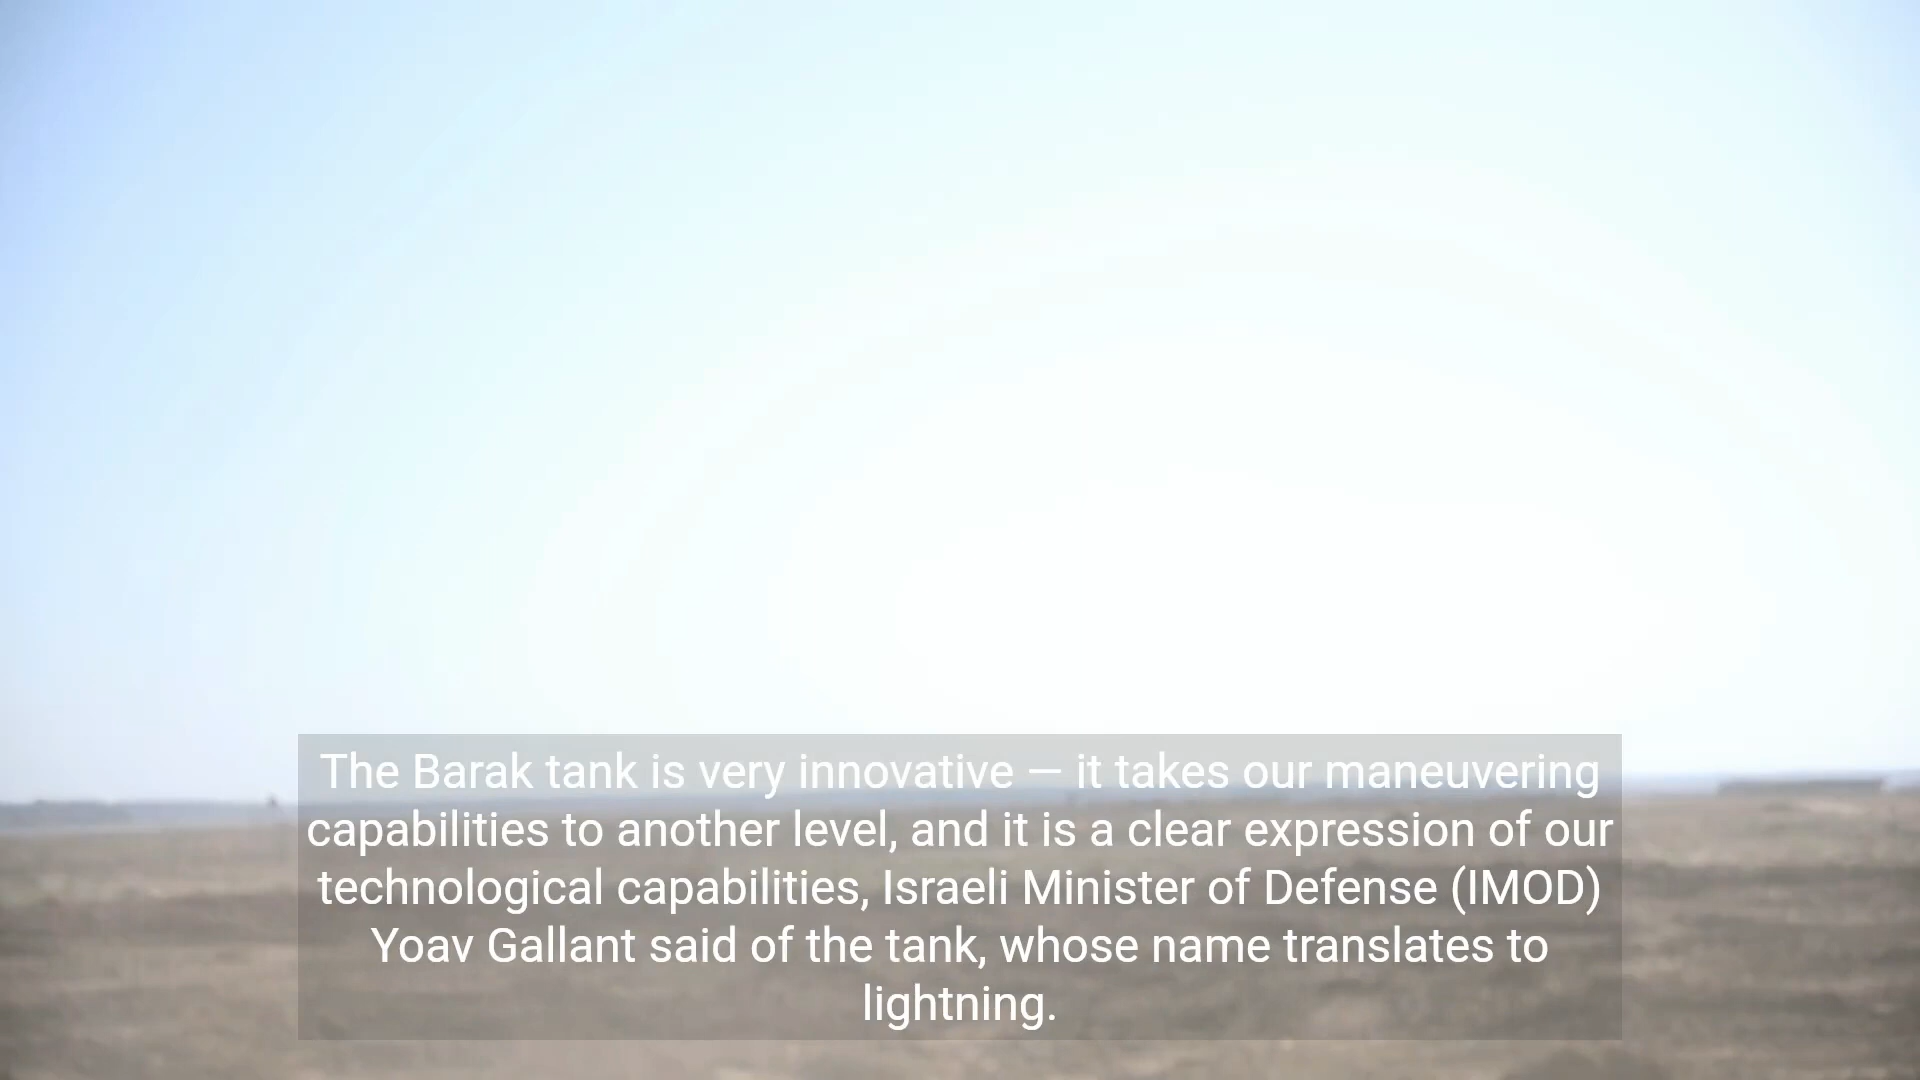 The Barak tank is very innovative — it takes our maneuvering
capabilities to another level, and it is a clear expression of our
technological capabilities, Israeli Minister of Defense (IMOD)
Yoav Gallant said of the tank, whose name translates to
lightning.